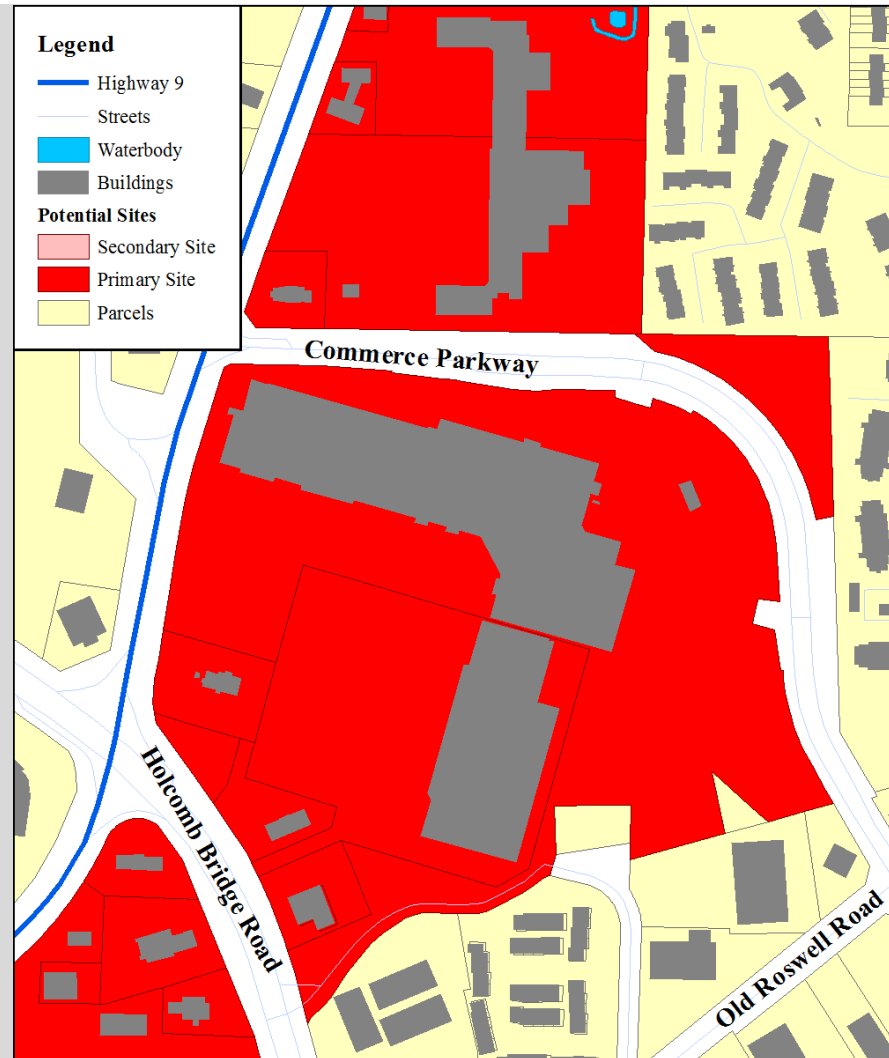 Legend
Highway 9
Streets
Waterbody
Buildings
Potential Sites
Secondary Site
Primary Site
Parcels
Commerce Parkway
Holcomb Bridge Road
Old Roswell Road